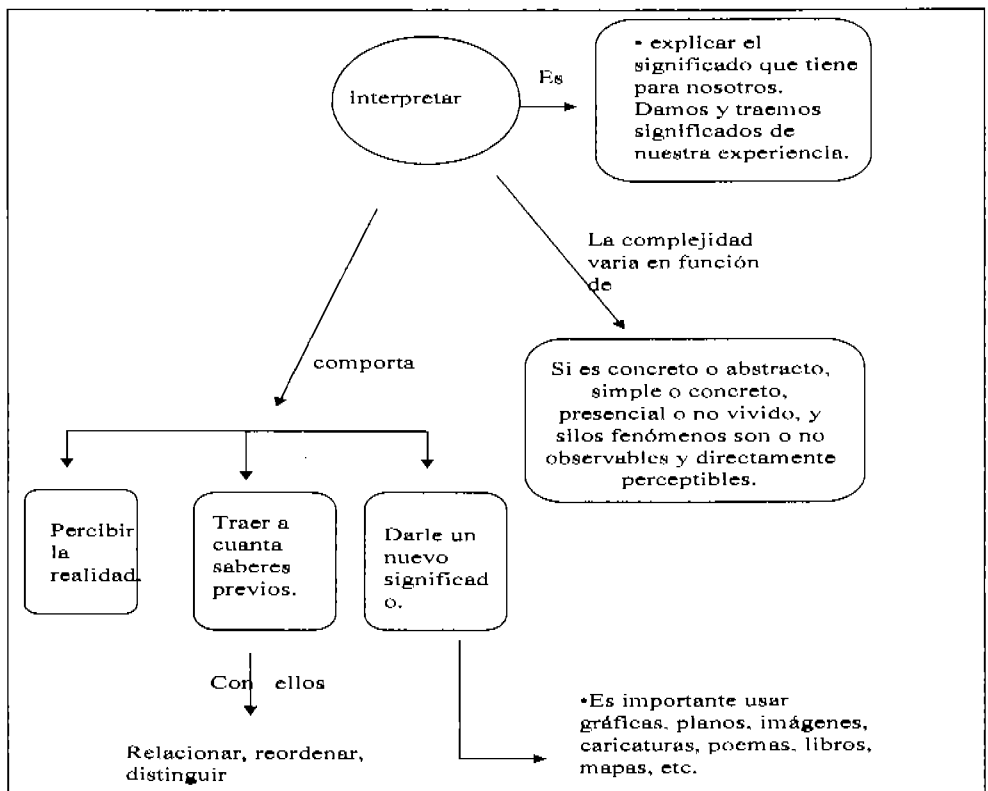 Interpretar
Es
• explicar el
significado que tiene
para nosotros.
Damos y traemos
significados de
nuestra experiencia.
La complejidad
varia en función
de
Si es concreto o abstracto,
simple o concreto,
presencial o no vivido, y
silos fenómenos son o no
observables y directamente
perceptibles.
comporta
Percibir
la
realidad.
Traer a
cuanta
saberes
previos.
Darle un
nuevo
significad
o.
Con ellos
Relacionar, reordenar,
distinguir
•Es importante usar
gráficas, planos, imágenes,
caricaturas, poemas, libros,
mapas, etc.